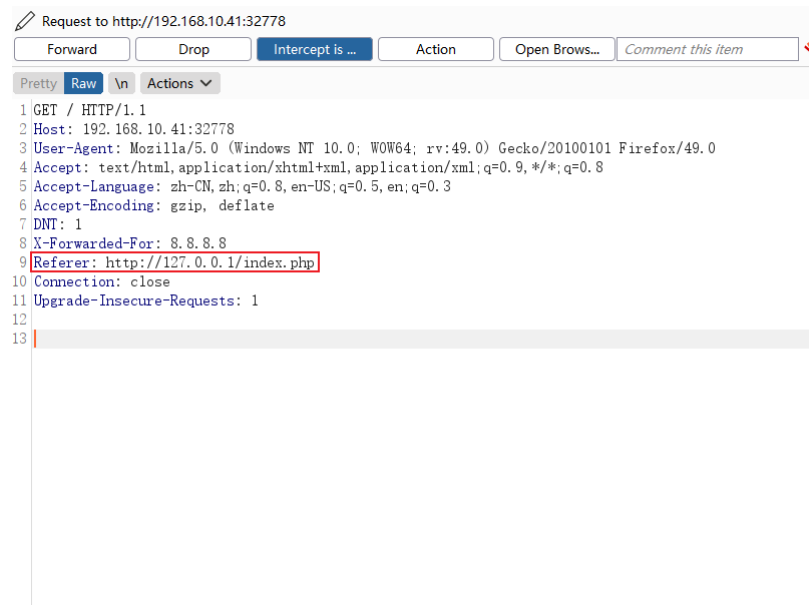 Request to http://192.168.10.41:32778
Forward Drop Intercept is ... Action Open Brows... Comment this item
Pretty Raw \n Actions
1 GET / HTTP/1.1
2 Host: 192.168.10.41:32778
3 User-Agent: Mozilla/5.0 (Windows NT 10.0; WOW64; rv:49.0) Gecko/20100101 Firefox/49.0
4 Accept: text/html,application/xhtml+xml,application/xml;q=0.9,*/*;q=0.8
5 Accept-Language: zh-CN,zh;q=0.8,en-US;q=0.5,en;q=0.3
6 Accept-Encoding: gzip, deflate
7 DNT: 1
8 X-Forwarded-For: 8.8.8.8
9 Referer: http://127.0.0.1/index.php
10 Connection: close
11 Upgrade-Insecure-Requests: 1
12
13